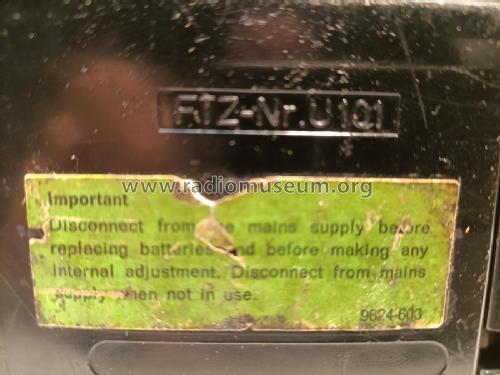 FTZ-Nr.U101
www.radiomuseum.org
Important
Disconnect from the mains supply before
replacing batteries and before making any
internal adjustment. Disconnect from mains
supply when not in use.
9624-603